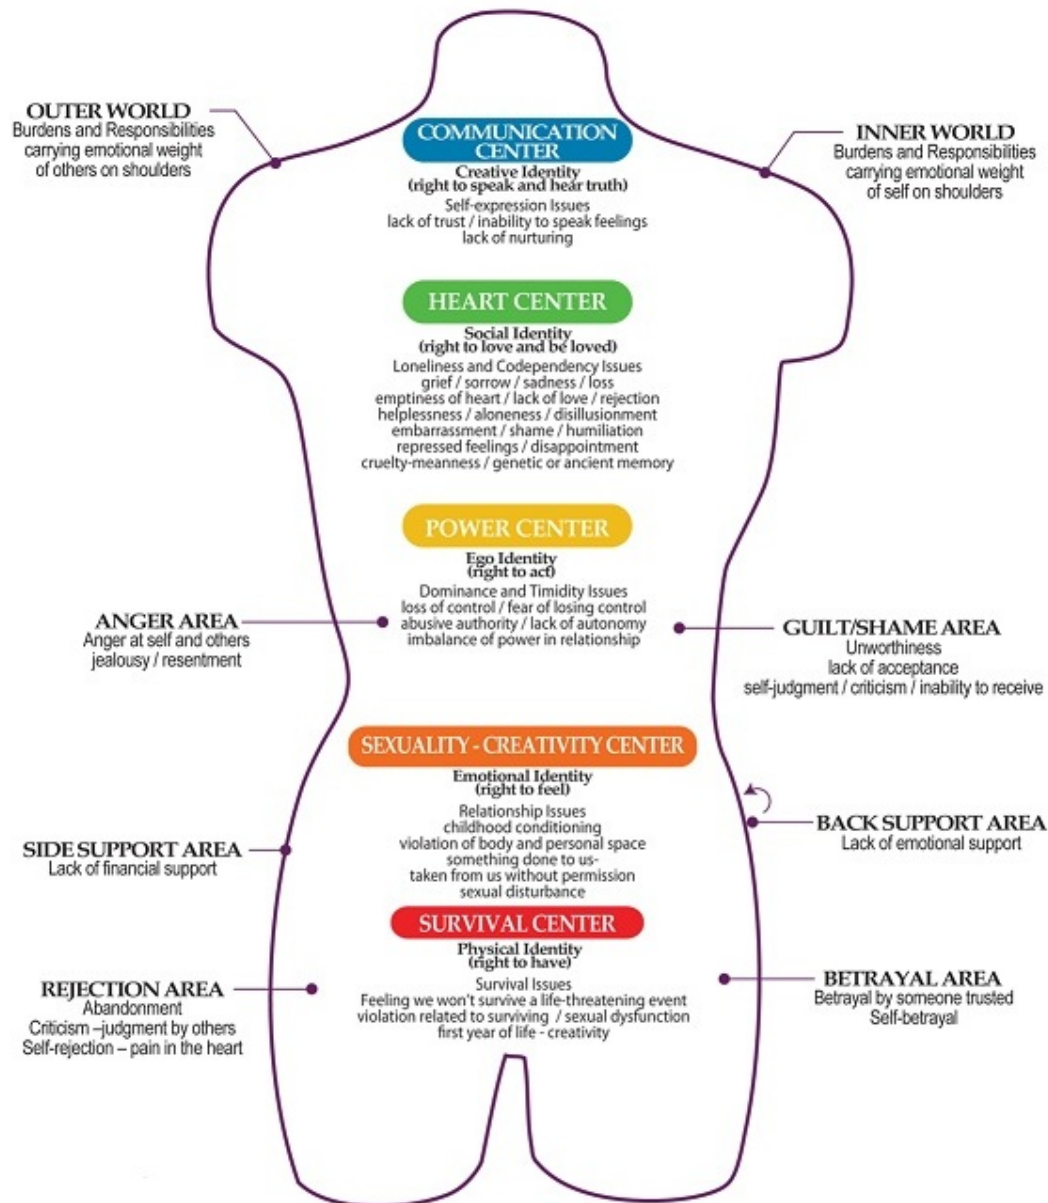 OUTER WORLD
Burdens and Responsibilities
carrying emotional weight
of others on shoulders
COMMUNICATION
CENTER
Creative Identity
(right to speak and hear truth)
Self-expression Issues
lack of trust / inability to speak feelings
lack of nurturing
INNER WORLD
Burdens and Responsibilities
carrying emotional weight
of self on shoulders
HEART CENTER
Social Identity
(right to love and be loved)
Loneliness and Codependency Issues
grief / sorrow / sadness / loss
emptiness of heart / lack of love / rejection
helplessness / aloneness / disillusionment
embarrassment / shame / humiliation
repressed feelings / disappointment
cruelty-meanness / genetic or ancient memory
POWER CENTER
Ego Identity
(right to act)
Dominance and Timidity Issues
loss of control / fear of losing control
abusive authority / lack of autonomy
imbalance of power in relationship
ANGER AREA
Anger at self and others
jealousy / resentment
GUILT/SHAME AREA
Unworthiness
lack of acceptance
self-judgment / criticism / inability to receive
SEXUALITY - CREATIVITY CENTER
Emotional Identity
(right to feel)
Relationship Issues
childhood conditioning
violation of body and personal space
something done to us-
taken from us without permission
sexual disturbance
SIDE SUPPORT AREA
Lack of financial support
BACK SUPPORT AREA
Lack of emotional support
SURVIVAL CENTER
Physical Identity
(right to have)
Survival Issues
Feeling we won't survive a life-threatening event
violation related to surviving / sexual dysfunction
first year of life - creativity
REJECTION AREA
Abandonment
Criticism –judgment by others
Self-rejection – pain in the heart
BETRAYAL AREA
Betrayal by someone trusted
Self-betrayal